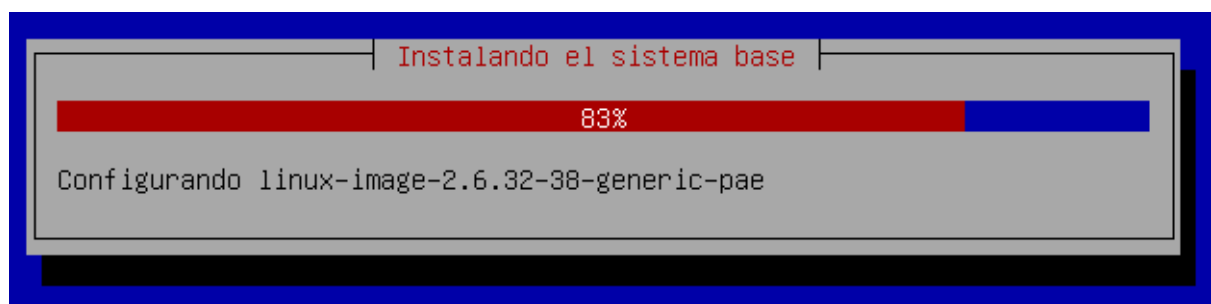 Instalando el sistema base
83%
Configurando linux-image-2.6.32-38-generic-pae